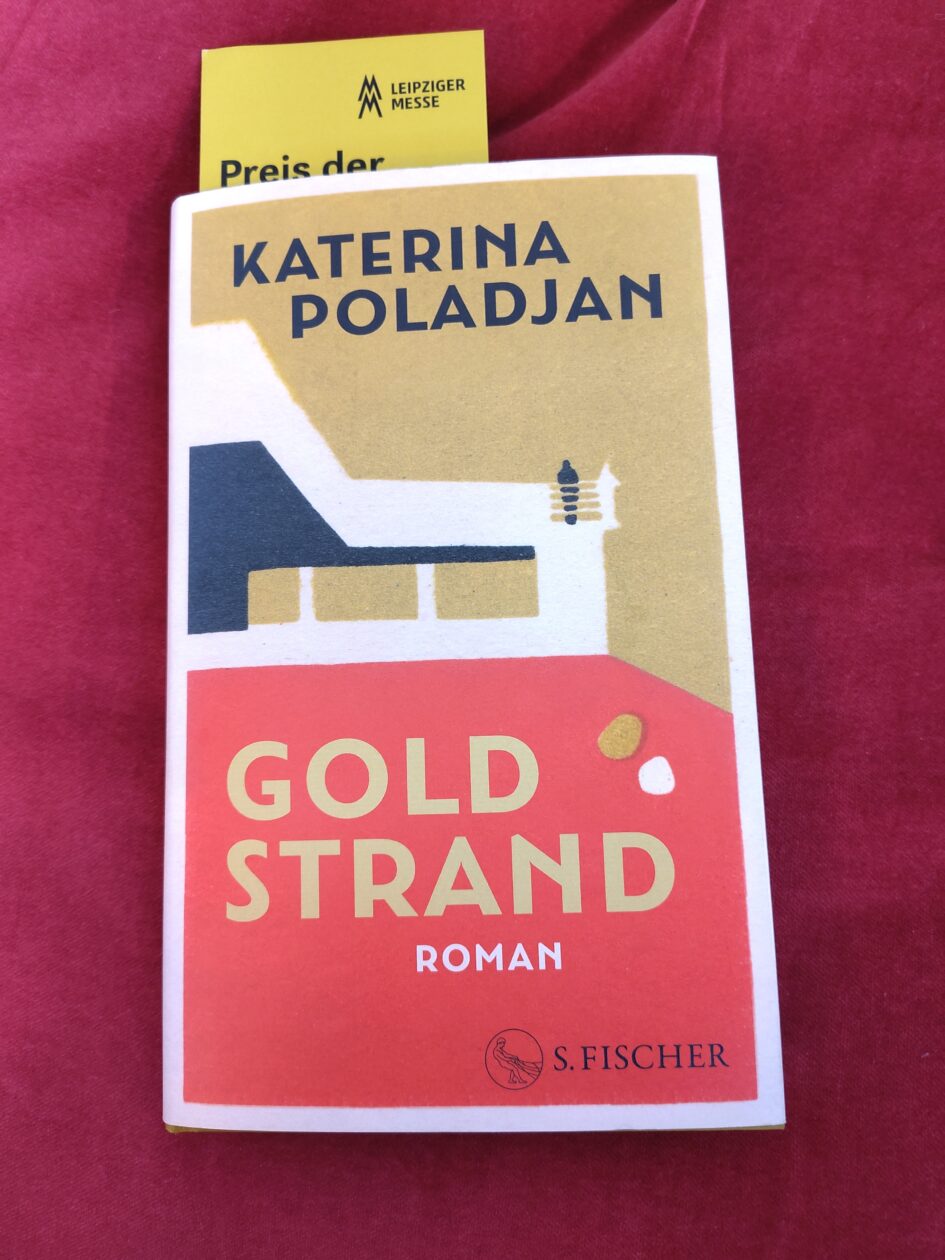 LEIPZIGER
MESSE
Preis der
KATERINA
POLADJAN
GOLD
STRAND
ROMAN
S. FISCHER